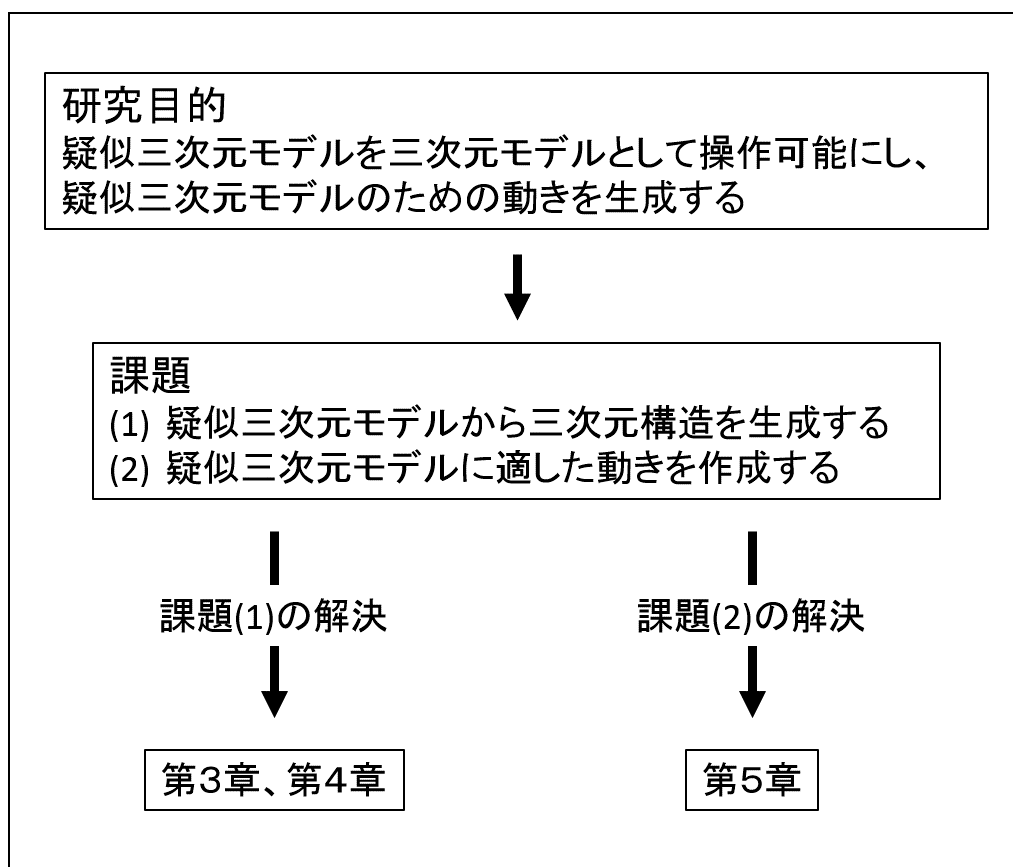 研究目的
疑似三次元モデルを三次元モデルとして操作可能にし、
疑似三次元モデルのための動きを生成する
課題
(1) 疑似三次元モデルから三次元構造を生成する
(2) 疑似三次元モデルに適した動きを作成する
課題(1)の解決
課題(2)の解決
第３章、第４章
第５章